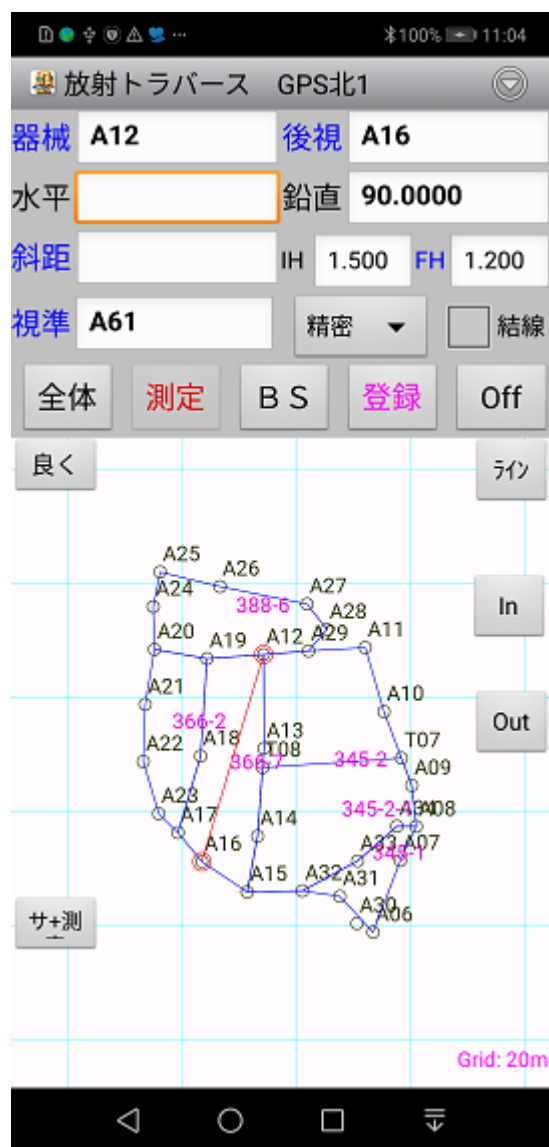 100% 11:04
放射トラバース GPS北1
器械 A12 後視 A16
水平 鉛直 90.0000
斜距 IH 1.500 FH 1.200
視準 A61 精密 結線
全体 測定 BS 登録 Off
良く ライン
A25
A26
A24 388-6 A27
In
A28
A20 A19 A12 A29 A11
A21 A10
366-2 Out
A22 A18 A13 T07
366-7 T08 345-2
A09
A23 345-2-1 A34 A08
A17 A14
A16 A33 A07
345-1
A15 A32 A31
A30 A06
サ+測
Grid: 20m